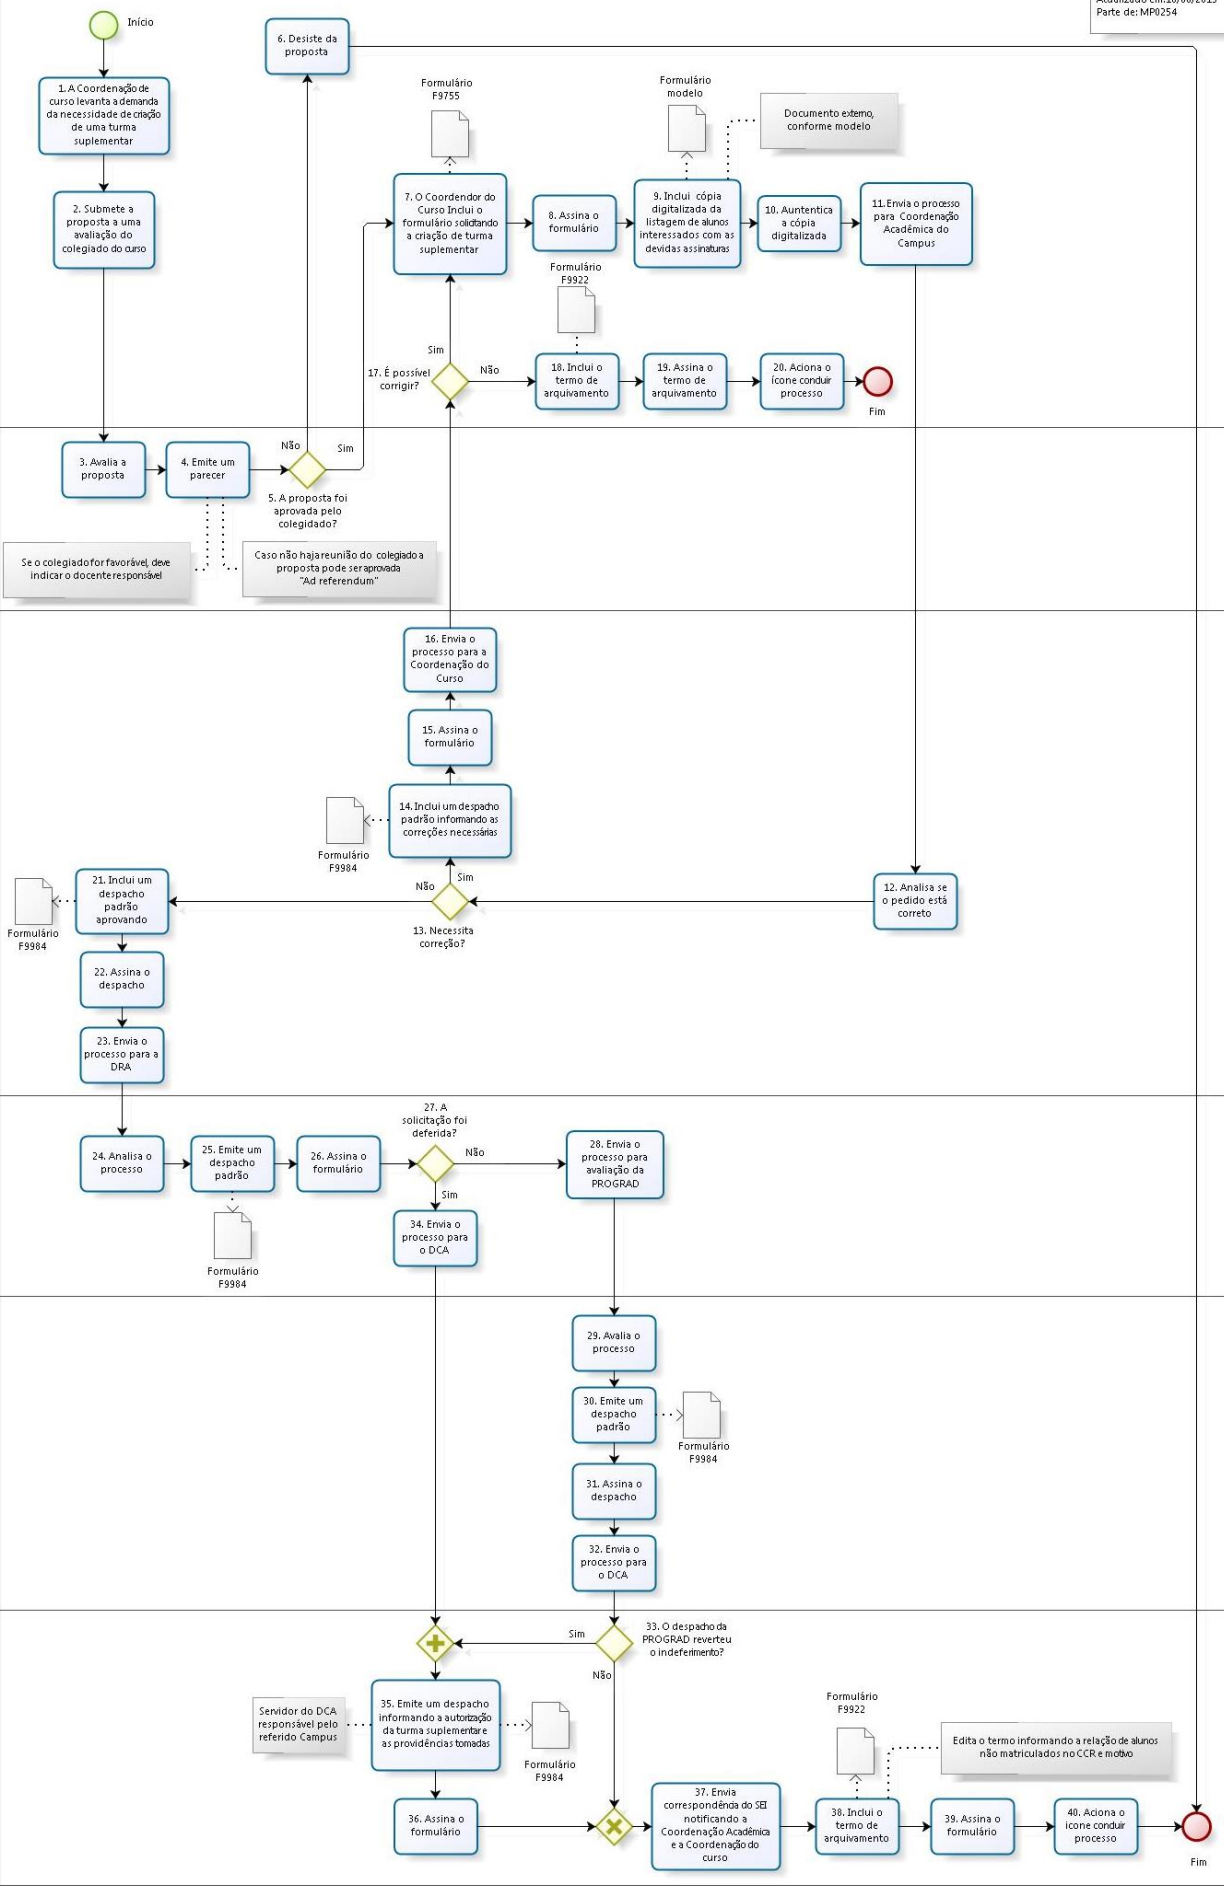 Parte de: MP0254
Início
6. Desiste da
proposta
1. A Coordenação de
curso levanta a demanda
da necessidade de criação
de uma turma
suplementar
Formulário
F9755
Formulário
modelo
Documento externo,
conforme modelo
2. Submete a
proposta a uma
avaliação do
colegiado do curso
7. O Coordendor do
Curso Inclui o
formulário solicitando
a criação de turma
suplementar
8. Assina o
formulário
9. Inclui cópia
digitalizada da
listagem de alunos
interessados com as
devidas assinaturas
10. Auntentica
a cópia
digitalizada
11. Envia o processo
para Coordenação
Académica do
Campus
Formulário
F9922
Sim
17. É possível
corrigir?
Não
18. Inclui o
termo de
arquivamento
19. Assina o
termo de
arquivamento
20. Aciona o
ícone conduir
processo
Fim
3. Avalia a
proposta
4. Emite um
parecer
Não
Sim
5. A proposta foi
aprovada pelo
colegidado?
Se o colegiado for favorável, deve
indicar o docente responsável
Caso não haja reunião do colegiado a
proposta pode ser aprovada
"Ad referendum"
16. Envia o
processo para a
Coordenação do
Curso
15. Assina o
formulário
14. Inclui um despacho
padrão informando as
correções necessárias
Formulário
F9984
Sim
Não
13. Necessita
correção?
12. Analisa se
o pedido está
correto
21. Inclui um
despacho
padrão
aprovando
Formulário
F9984
22. Assina o
despacho
23. Envia o
processo para a
DRA
24. Analisa o
processo
25. Emite um
despacho
padrão
Formulário
F9984
26. Assina o
formulário
27. A
solicitação foi
deferida?
Não
Sim
28. Envia o
processo para
avaliação da
PROGRAD
34. Envia o
processo para
o DCA
29. Avalia o
processo
30. Emite um
despacho
padrão
Formulário
F9984
31. Assina o
despacho
32. Envia o
processo para
o DCA
33. O despacho da
PROGRAD reverteu
o indeferimento?
Sim
Não
Servidor do DCA
responsável pelo
referido Campus
35. Emite um despacho
informando a autorização
da turma suplementar e
as providências tomadas
Formulário
F9984
36. Assina o
formulário
37. Envia
correspondência do SEI
notificando a
Coordenação Acadêmica
e a Coordenação do
curso
Formulário
F9922
Edita o termo informando a relação de alunos
não matriculados no CCR e motivo
38. Inclui o
termo de
arquivamento
39. Assina o
formulário
40. Aciona o
icone conduir
processo
Fim